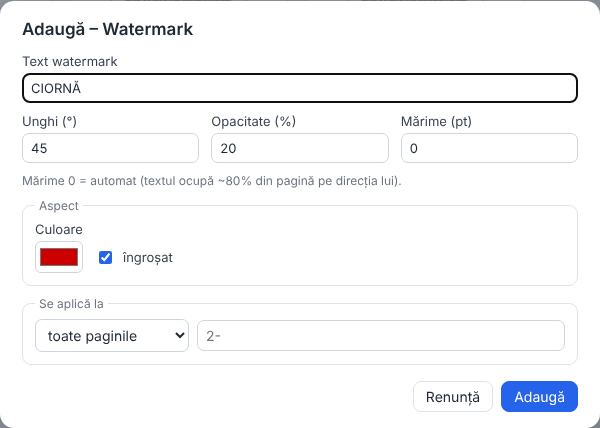 Adaugă – Watermark
Text watermark
CIORNĂ
Unghi (°) Opacitate (%) Mărime (pt)
45 20 0
Mărime 0 = automat (textul ocupă ~80% din pagină pe direcția lui).
Aspect
Culoare
îngroșat
Se aplică la
toate paginile 2-
Renunță Adaugă